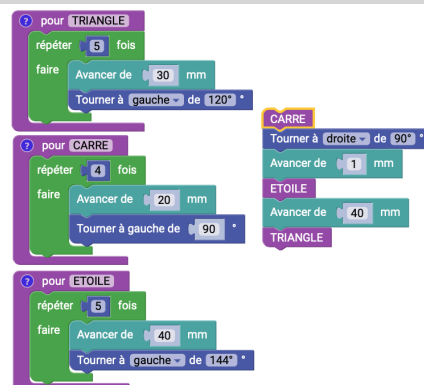 ? pour TRIANGLE
répéter 5 fois
faire Avancer de 30 mm
Tourner à gauche de 120° °
? pour CARRE
répéter 4 fois
faire Avancer de 20 mm
Tourner à gauche de 90 °
? pour ETOILE
répéter 5 fois
faire Avancer de 40 mm
Tourner à gauche de 144° °
CARRE
Tourner à droite de 90° °
Avancer de 1 mm
ETOILE
Avancer de 40 mm
TRIANGLE